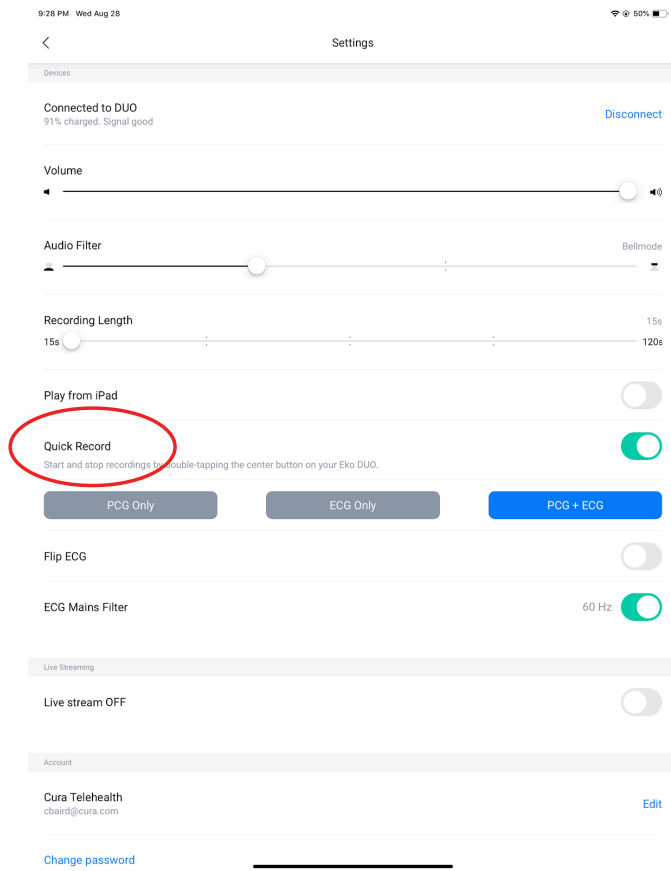 9:28 PM Wed Aug 28
50%
Settings
Devices
Connected to DUO
91% charged. Signal good
Disconnect
Volume
Audio Filter
Bellmode
Recording Length
15s
15s
120s
Play from iPad
Quick Record
Start and stop recordings by double-tapping the center button on your Eko DUO.
PCG Only
ECG Only
PCG + ECG
Flip ECG
ECG Mains Filter
60 Hz
Live Streaming
Live stream OFF
Account
Cura Telehealth
cbaird@cura.com
Edit
Change password